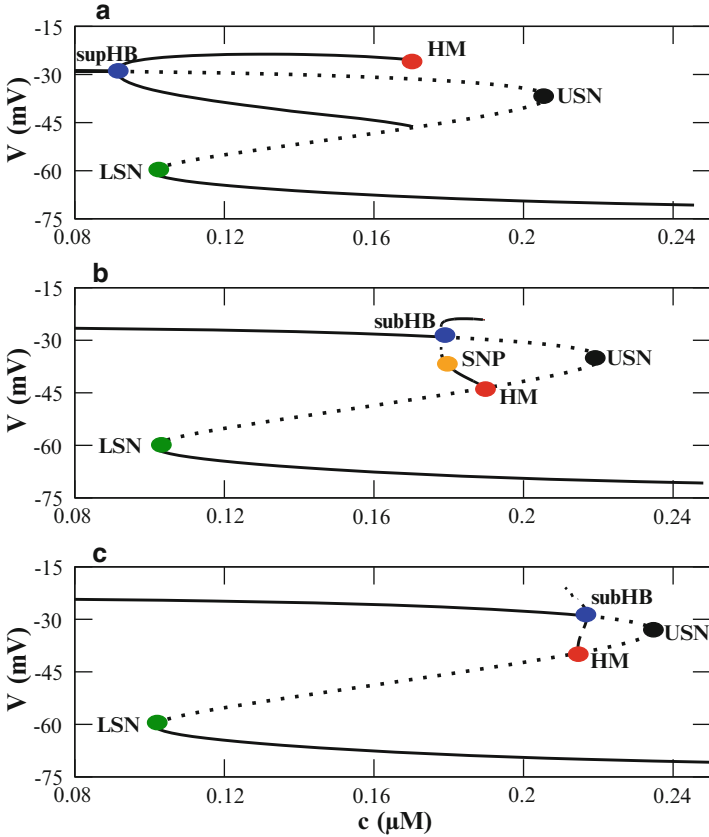 a
-15
-30
-45
-60
-75
V (mV)
supHB
HM
USN
LSN
0.08 0.12 0.16 0.2 0.24
b
-15
-30
-45
-60
-75
V (mV)
subHB
SNP
USN
HM
LSN
0.08 0.12 0.16 0.2 0.24
c
-15
-30
-45
-60
-75
V (mV)
subHB
USN
HM
LSN
0.08 0.12 0.16 0.2 0.24
c (μM)